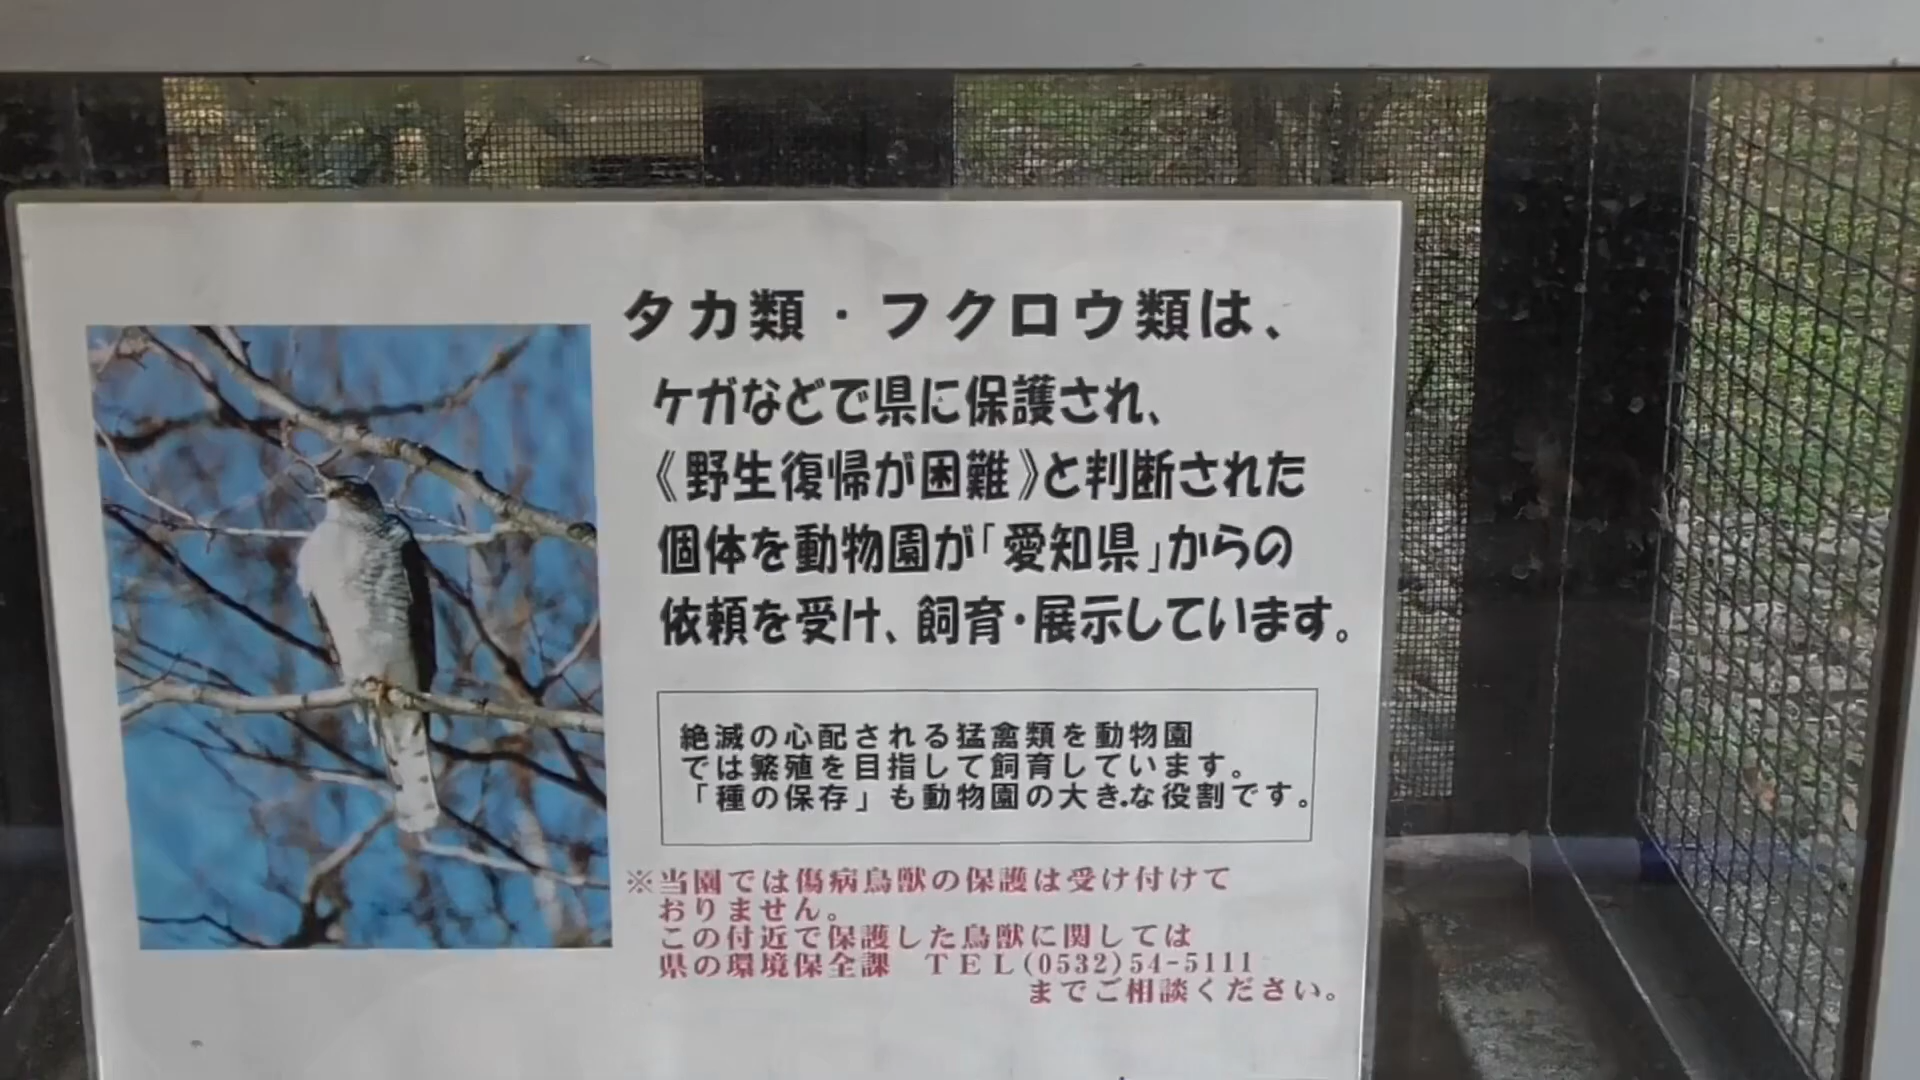 タカ類・フクロウ類は、
ケガなどで県に保護され、
《野生復帰が困難》と判断された
個体を動物園が「愛知県」からの
依頼を受け、飼育・展示しています。
絶滅の心配される猛禽類を動物園
では繁殖を目指して飼育しています。
「種の保存」も動物園の大きな役割です。
※当園では傷病鳥獣の保護は受け付けて
おりません。
この付近で保護した鳥獣に関しては
県の環境保全課　TEL(0532)54-5111
までご相談ください。